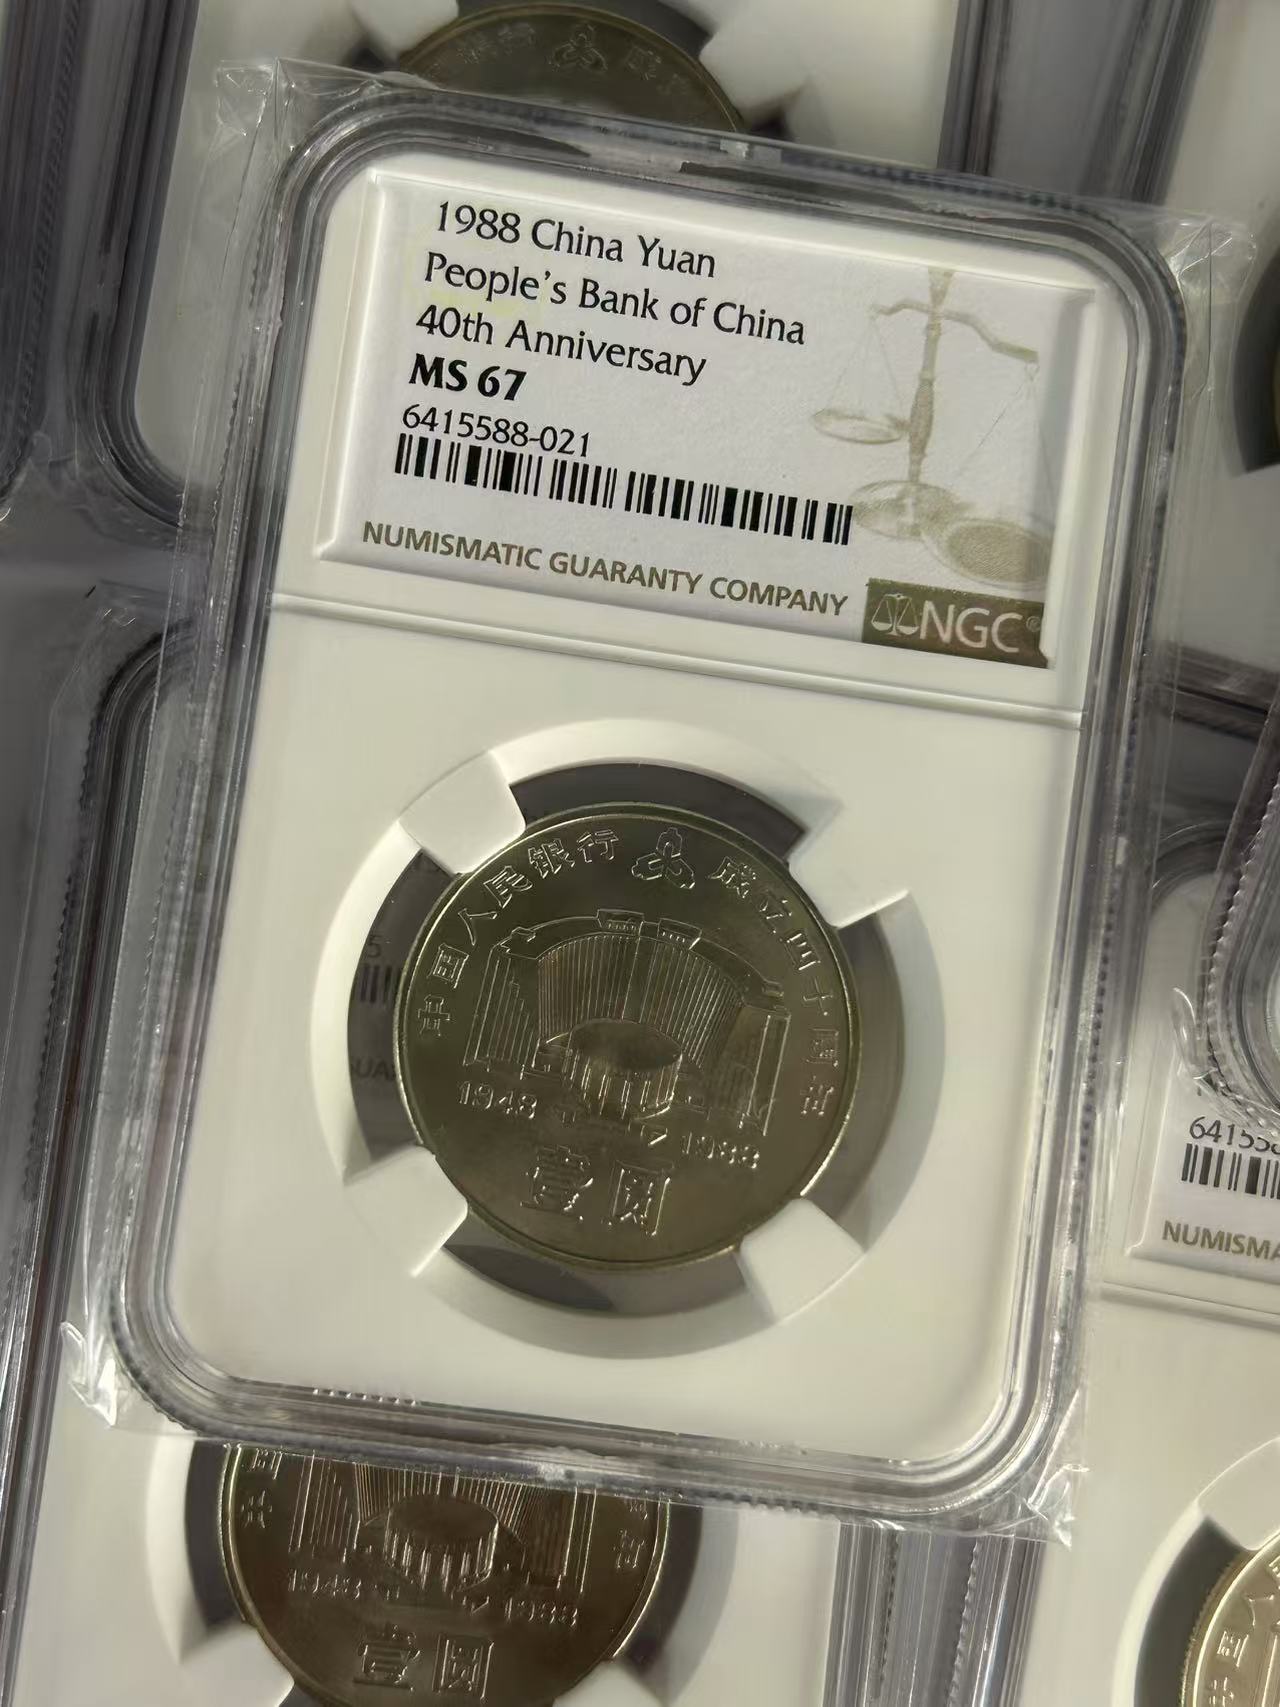 1988 China Yuan
People's Bank of China
40th Anniversary
MS 67
6415588-021
NUMISMATIC GUARANTY COMPANY
NGC®
中国人民银行 成立四十周年
1948 1988
壹圆
1948 1988
壹圆
64155
NUMISMA